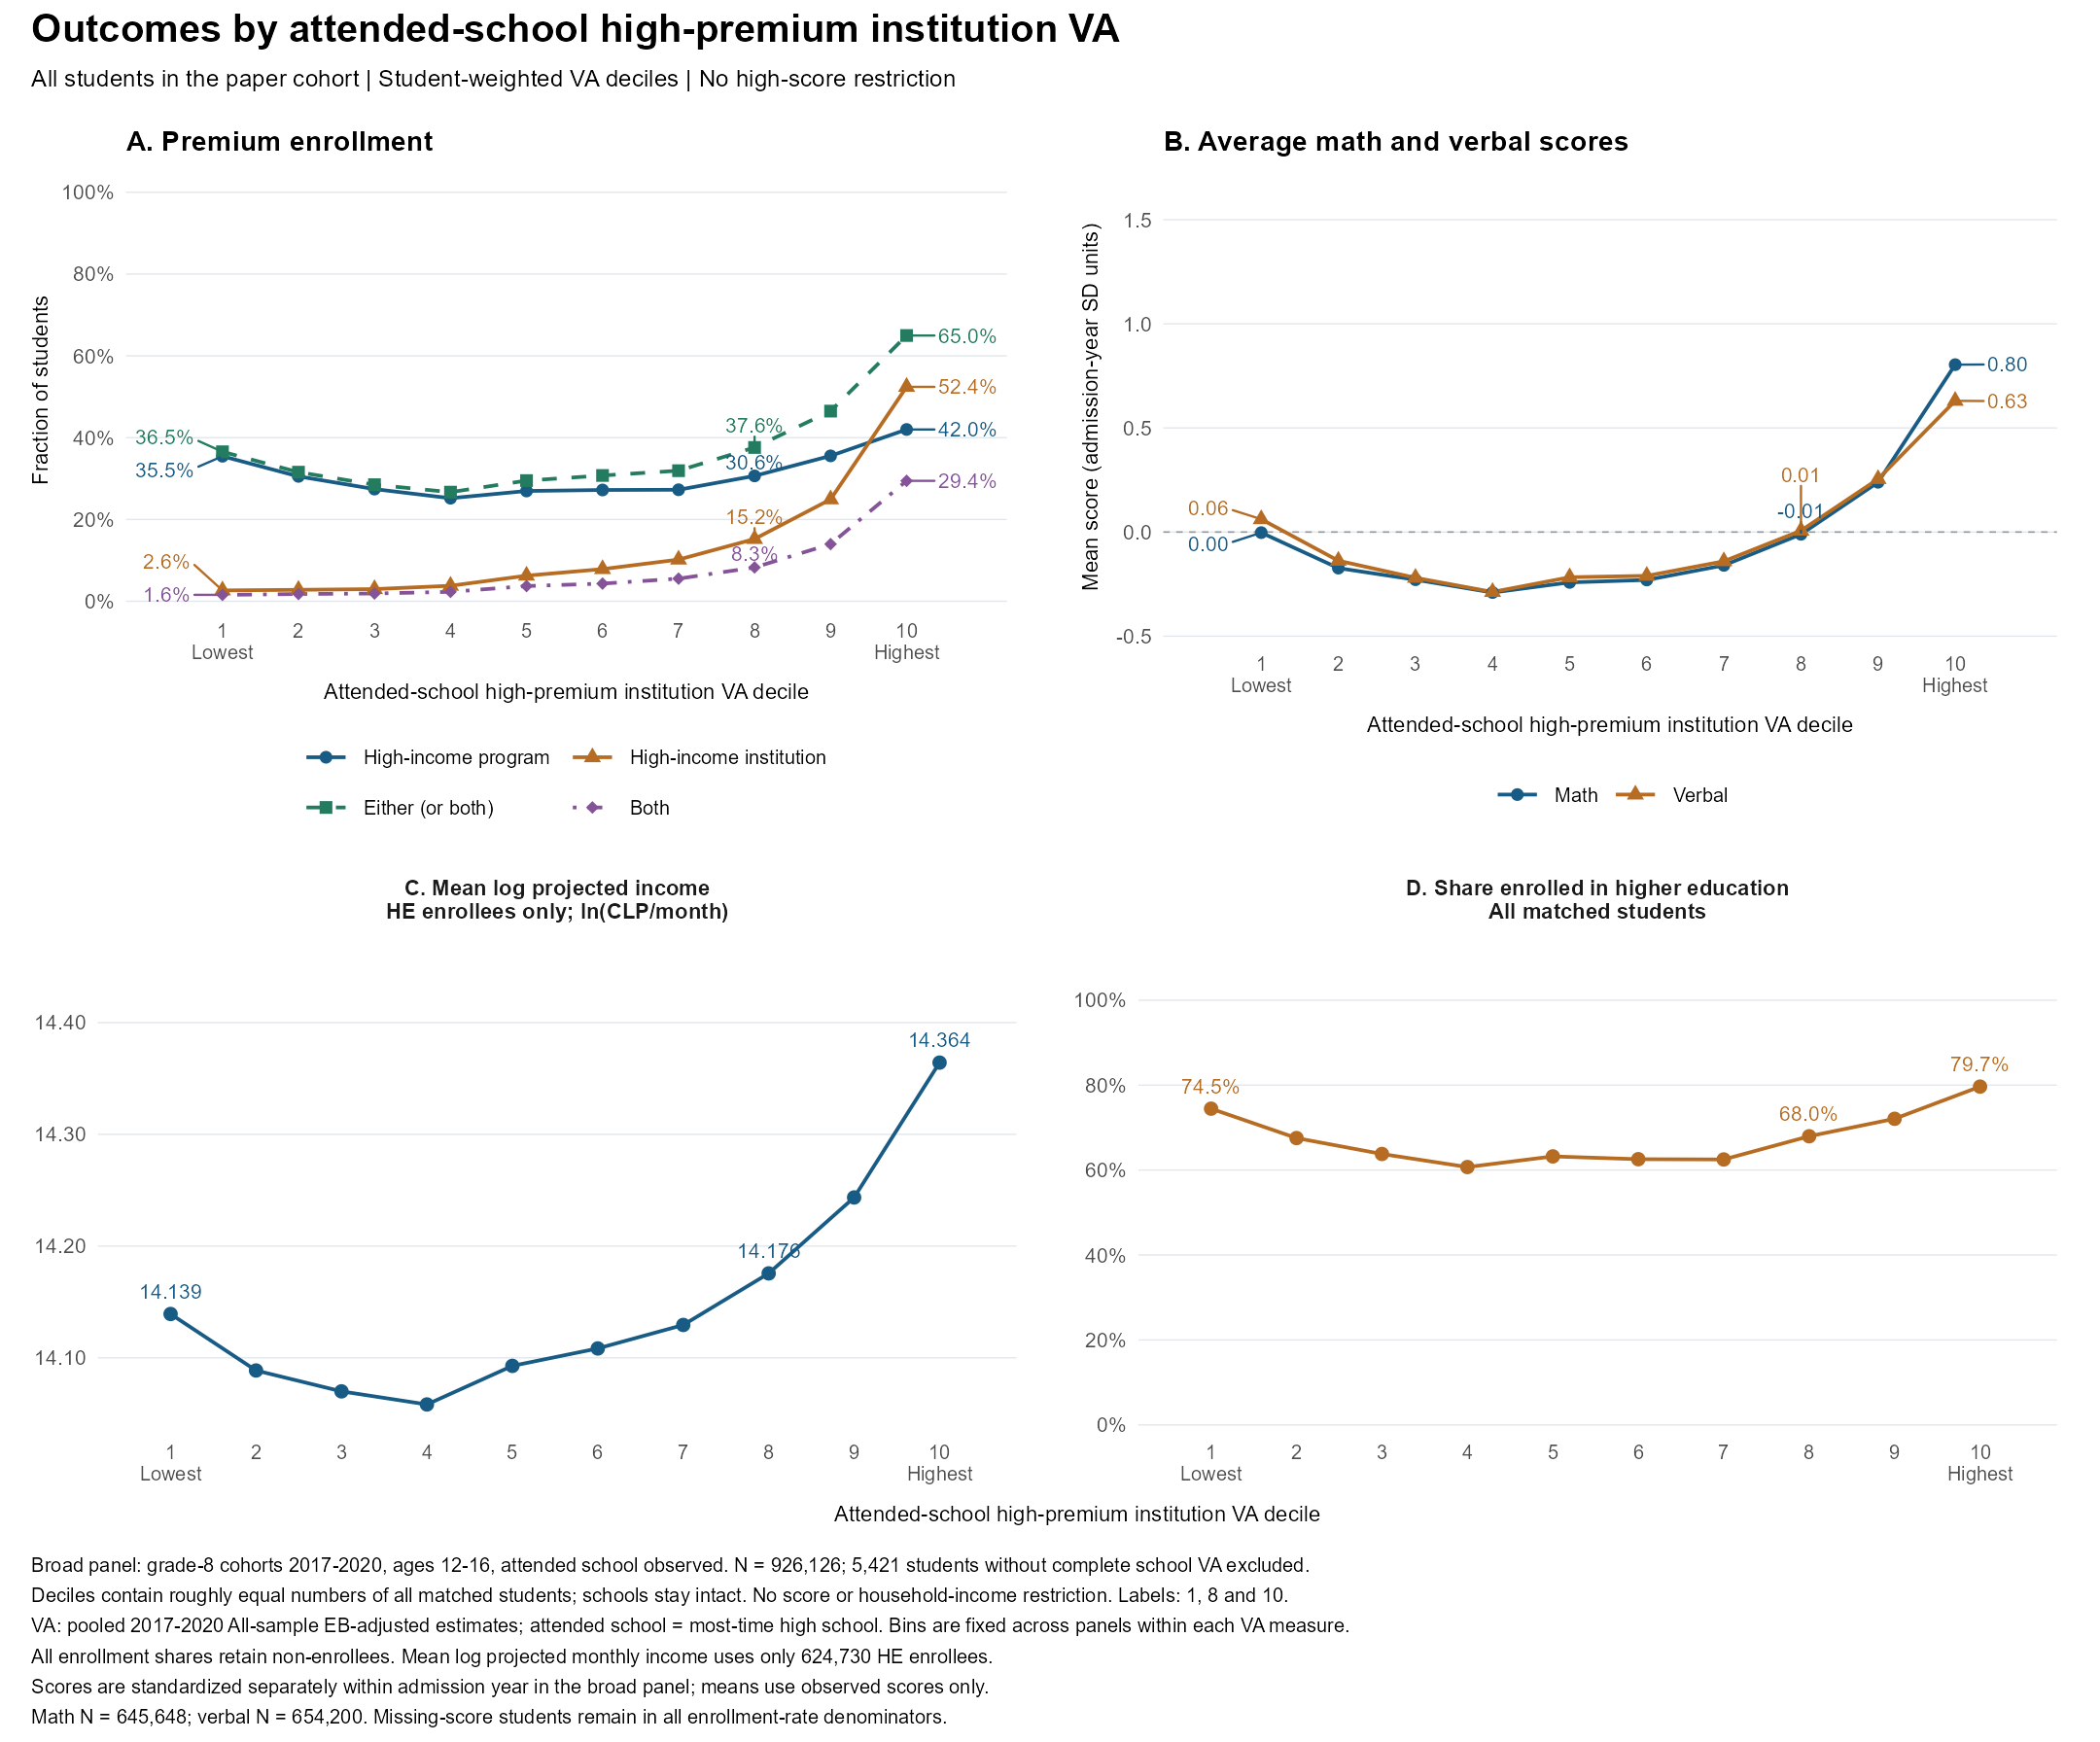 Outcomes by attended-school high-premium institution VA
All students in the paper cohort | Student-weighted VA deciles | No high-score restriction
A. Premium enrollment
Fraction of students
100%
80%
60%
40%
20%
0%
36.5%
35.5%
2.6%
1.6%
37.6%
30.6%
15.2%
8.3%
65.0%
52.4%
42.0%
29.4%
1 2 3 4 5 6 7 8 9 10
Lowest Highest
Attended-school high-premium institution VA decile
High-income program High-income institution
Either (or both) Both
B. Average math and verbal scores
Mean score (admission-year SD units)
1.5
1.0
0.5
0.0
-0.5
0.06
0.00
0.01
-0.01
0.80
0.63
1 2 3 4 5 6 7 8 9 10
Lowest Highest
Attended-school high-premium institution VA decile
Math Verbal
C. Mean log projected income
HE enrollees only; ln(CLP/month)
14.40
14.30
14.20
14.10
14.139
14.176
14.364
1 2 3 4 5 6 7 8 9 10
Lowest Highest
D. Share enrolled in higher education
All matched students
100%
80%
60%
40%
20%
0%
74.5%
68.0%
79.7%
1 2 3 4 5 6 7 8 9 10
Lowest Highest
Attended-school high-premium institution VA decile
Broad panel: grade-8 cohorts 2017-2020, ages 12-16, attended school observed. N = 926,126; 5,421 students without complete school VA excluded.
Deciles contain roughly equal numbers of all matched students; schools stay intact. No score or household-income restriction. Labels: 1, 8 and 10.
VA: pooled 2017-2020 All-sample EB-adjusted estimates; attended school = most-time high school. Bins are fixed across panels within each VA measure.
All enrollment shares retain non-enrollees. Mean log projected monthly income uses only 624,730 HE enrollees.
Scores are standardized separately within admission year in the broad panel; means use observed scores only.
Math N = 645,648; verbal N = 654,200. Missing-score students remain in all enrollment-rate denominators.